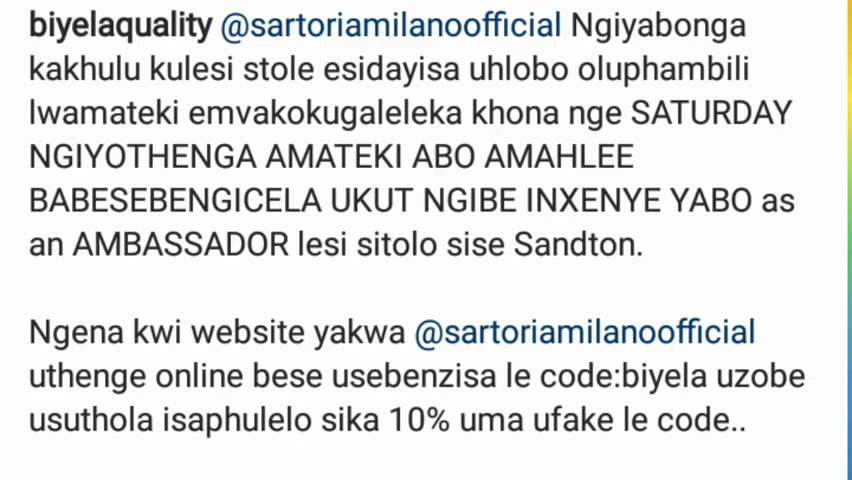 biyelaquality @sartoriamilanoofficial Ngiyabonga
kakhulu kulesi stole esidayisa uhlobo oluphambili
lwamateki emvakokugaleleka khona nge SATURDAY
NGIYOTHENGA AMATEKI ABO AMAHLEE
BABESEBENGICELA UKUT NGIBE INXENYE YABO as
an AMBASSADOR lesi sitolo sise Sandton.
Ngena kwi website yakwa @sartoriamilanoofficial
uthenge online bese usebenzisa le code:biyela uzobe
usuthola isaphulelo sika 10% uma ufake le code..